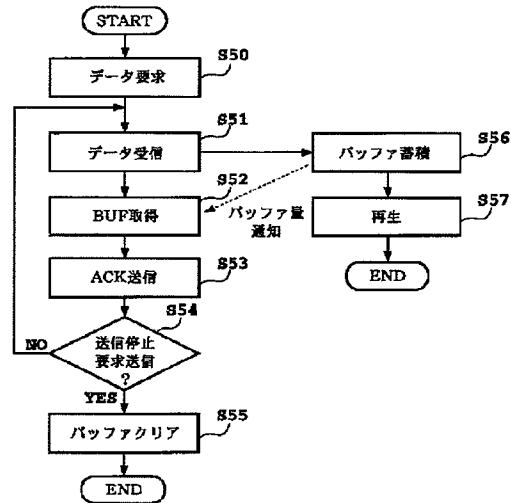 START
S50
データ要求
S51
データ受信
S56
バッファ蓄積
S52
BUF取得
バッファ量
通知
S57
再生
S53
ACK送信
END
S54
送信停止
要求送信
?
NO
YES
S55
バッファクリア
END